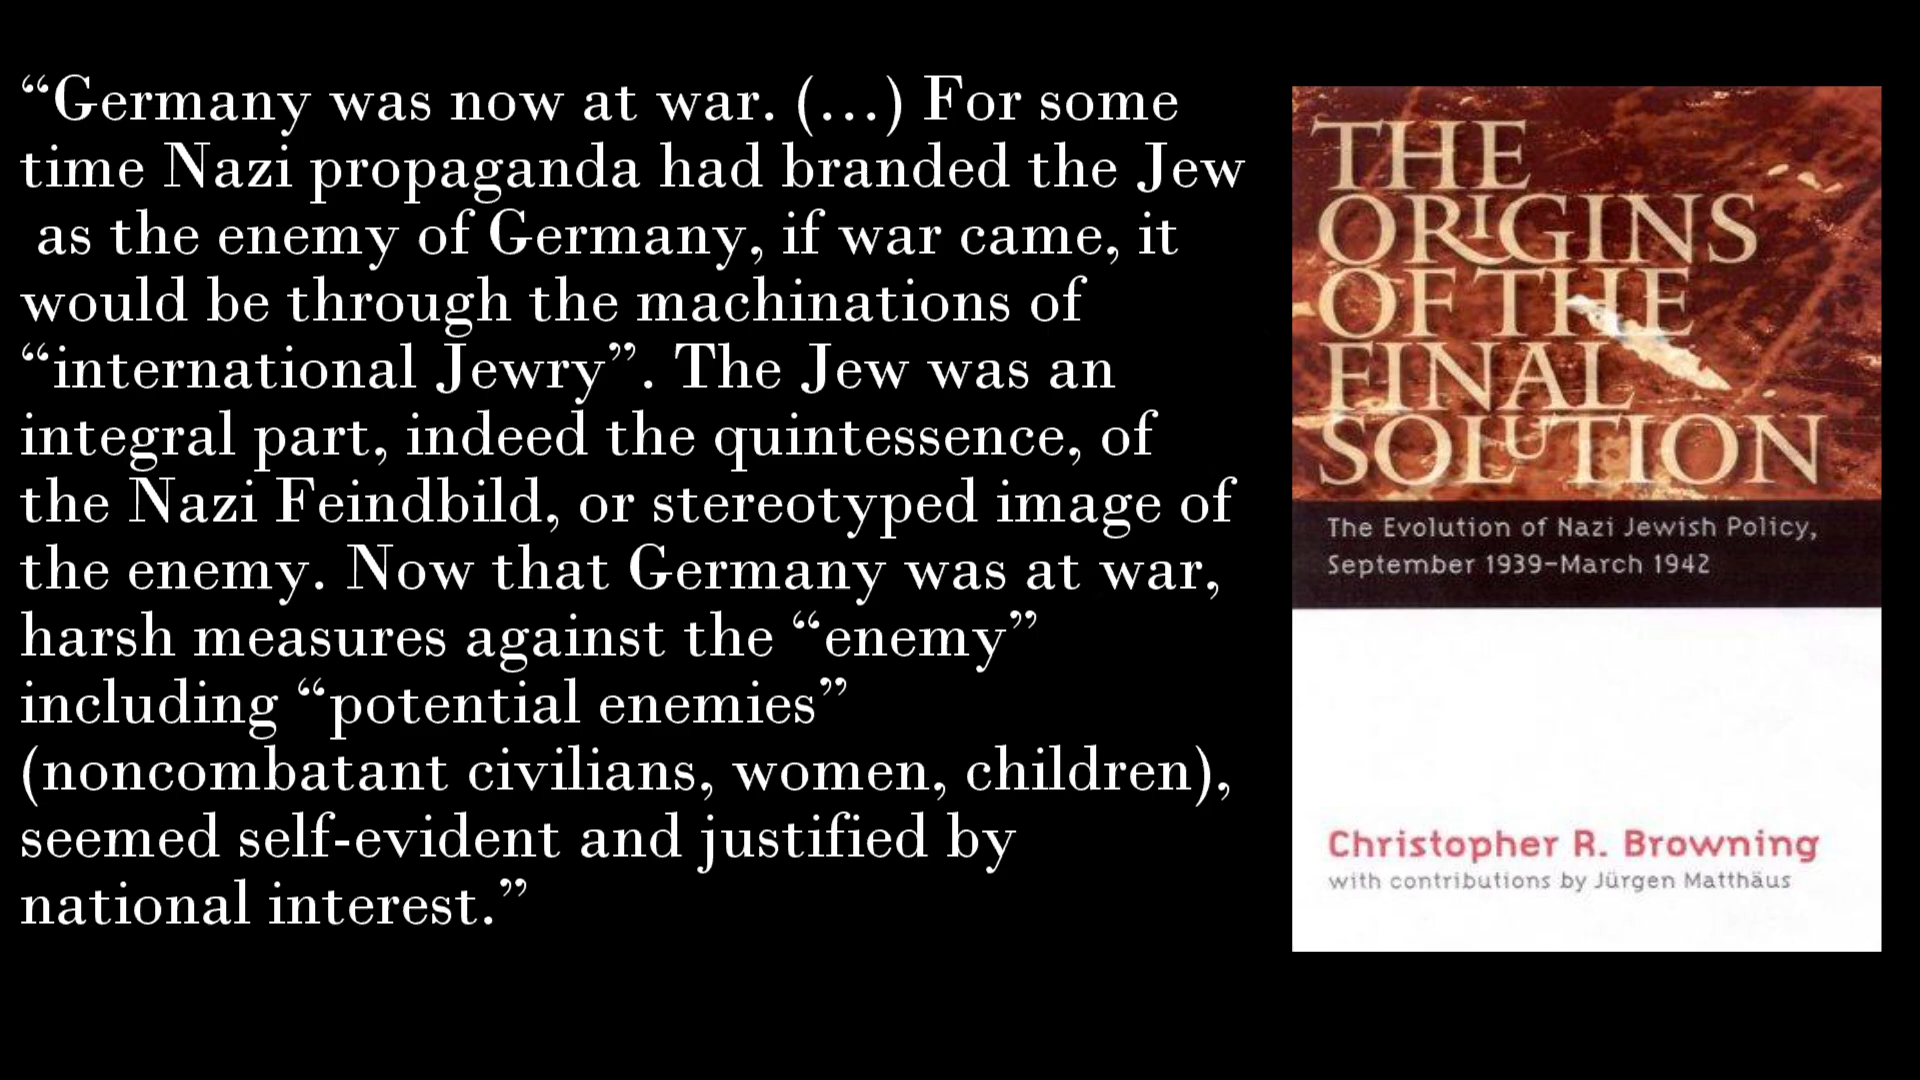 “Germany was now at war. (…) For some
time Nazi propaganda had branded the Jew
as the enemy of Germany, if war came, it
would be through the machinations of
“international Jewry”. The Jew was an
integral part, indeed the quintessence, of
the Nazi Feindbild, or stereotyped image of
the enemy. Now that Germany was at war,
harsh measures against the “enemy”
including “potential enemies”
(noncombatant civilians, women, children),
seemed self-evident and justified by
national interest.”
THE
ORIGINS
OF THE
FINAL
SOLUTION
The Evolution of Nazi Jewish Policy,
September 1939–March 1942
Christopher R. Browning
with contributions by Jürgen Matthäus